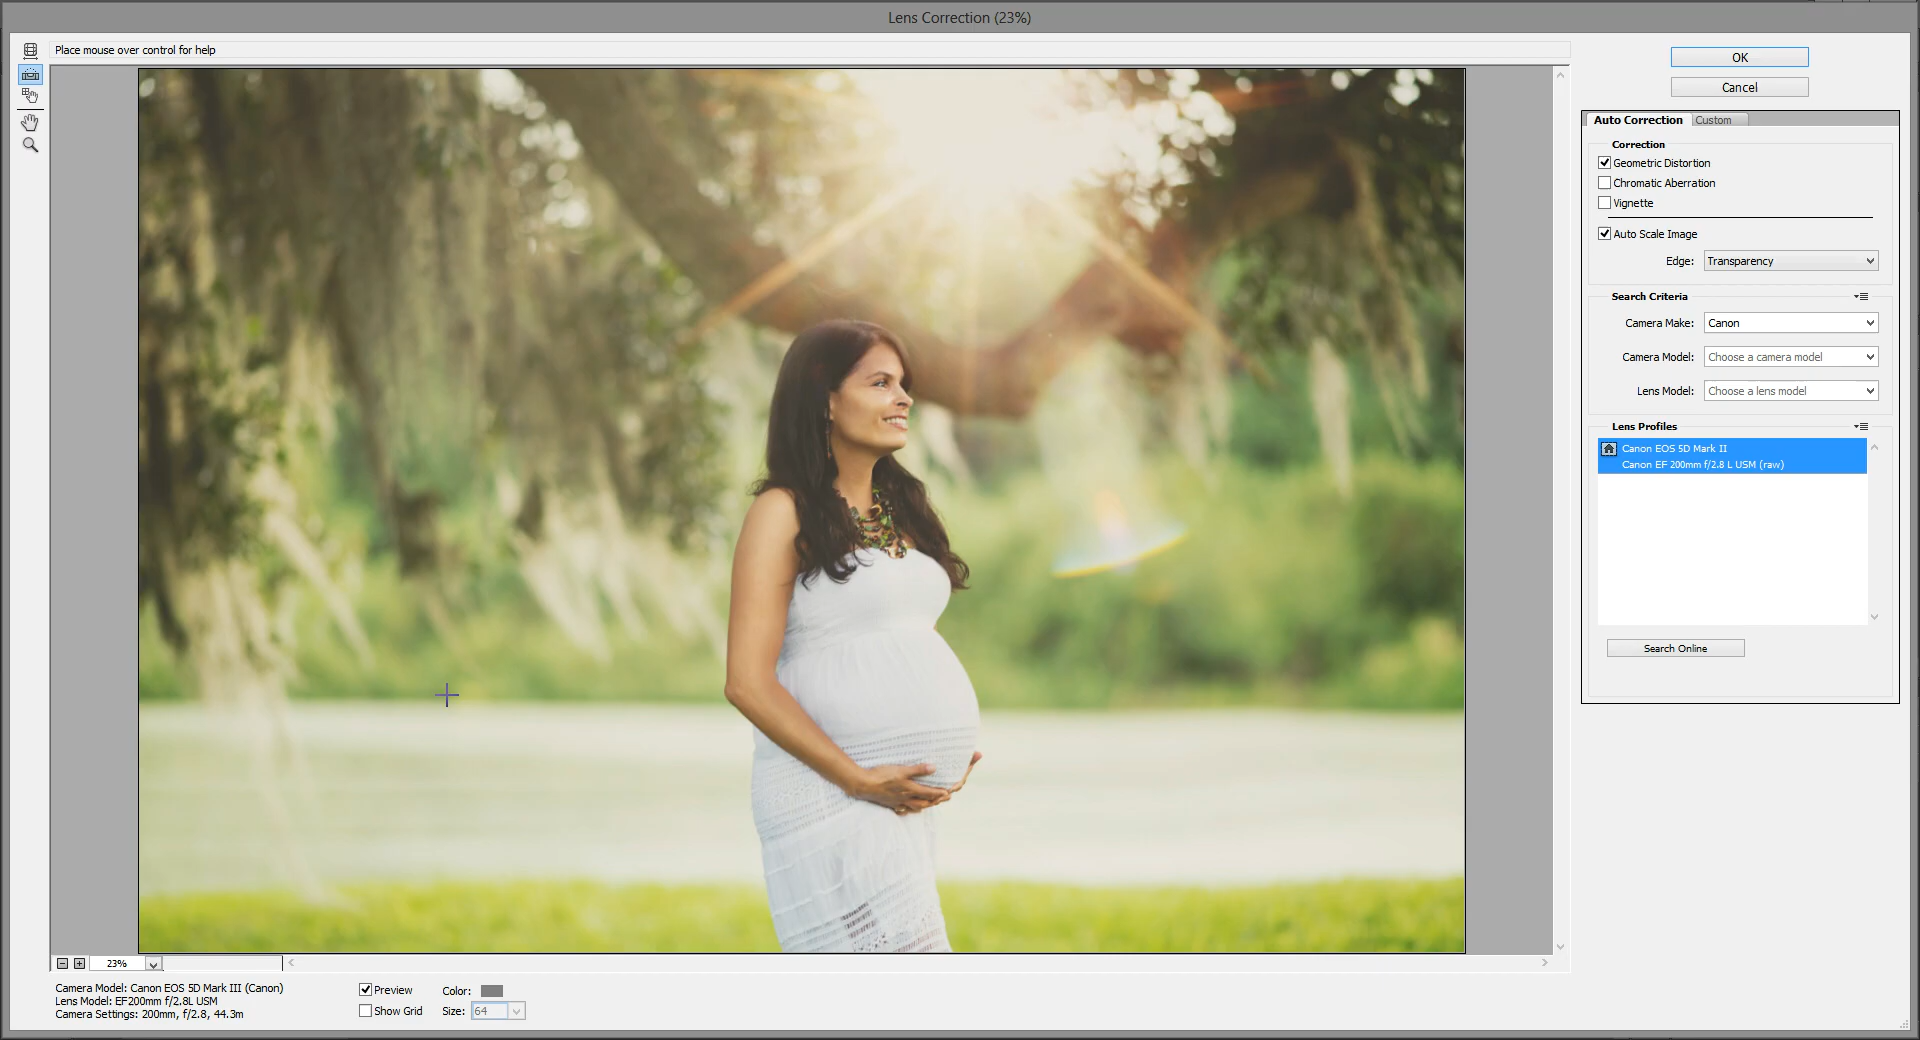 Lens Correction (23%)
Place mouse over control for help
OK
Cancel
Auto Correction
Custom
Correction
Geometric Distortion
Chromatic Aberration
Vignette
Auto Scale Image
Edge: Transparency
Search Criteria
Camera Make: Canon
Camera Model: Choose a camera model
Lens Model: Choose a lens model
Lens Profiles
Canon EOS 5D Mark II
Canon EF 200mm f/2.8 L USM (raw)
Search Online
23%
Camera Model: Canon EOS 5D Mark III (Canon)
Lens Model: EF200mm f/2.8L USM
Camera Settings: 200mm, f/2.8, 44.3m
Preview
Show Grid
Color:
Size: 64